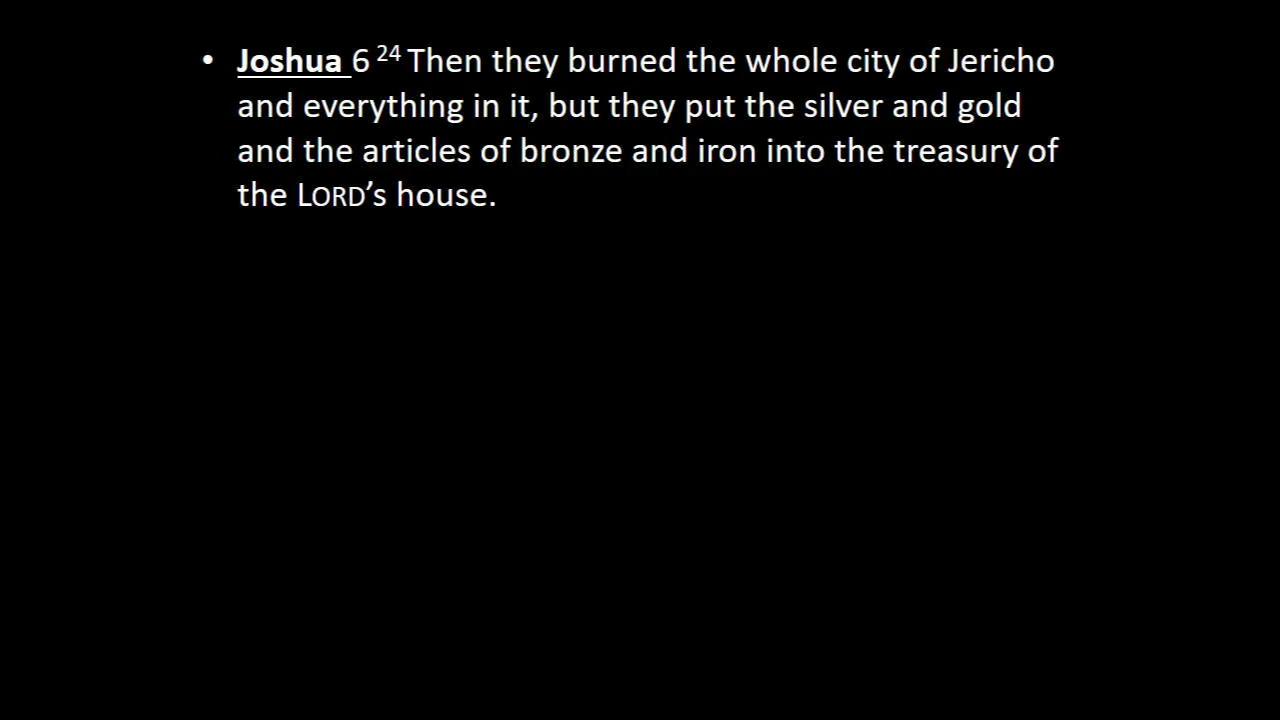 • Joshua 6 24 Then they burned the whole city of Jericho
and everything in it, but they put the silver and gold
and the articles of bronze and iron into the treasury of
the LORD’s house.